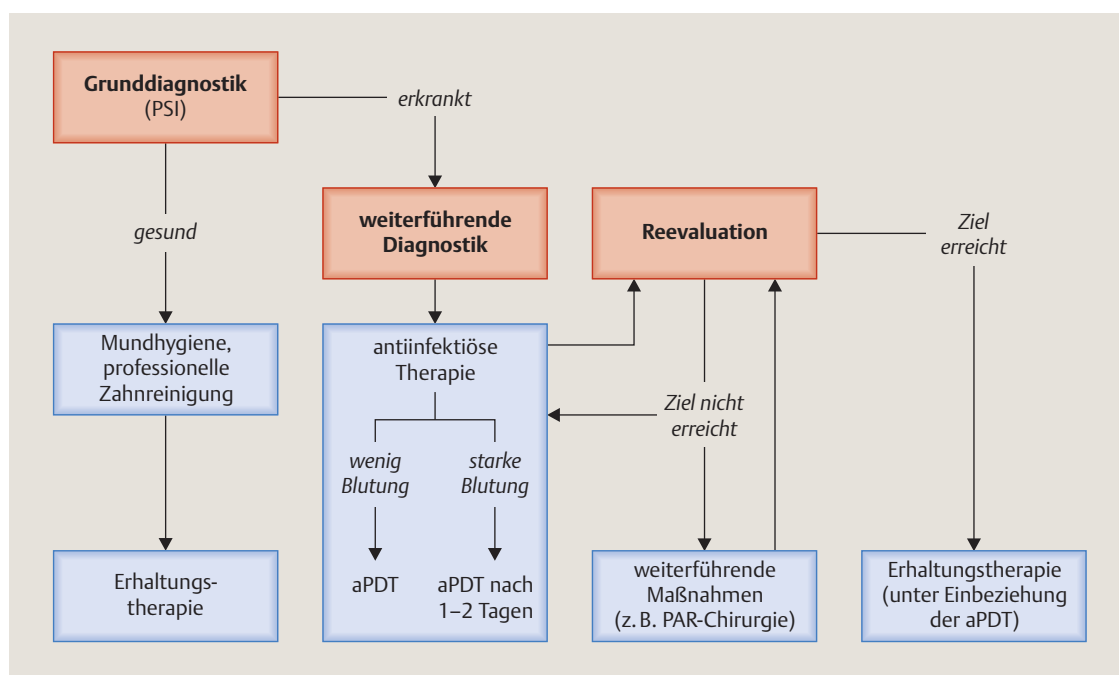 Grunddiagnostik
(PSI)
erkrankt
gesund
weiterführende
Diagnostik
Reevaluation
Ziel
erreicht
Mundhygiene,
professionelle
Zahnreinigung
antiinfektiöse
Therapie
Ziel nicht
erreicht
wenig
Blutung
starke
Blutung
aPDT
aPDT nach
1–2 Tagen
Erhaltungs-
therapie
weiterführende
Maßnahmen
(z. B. PAR-Chirurgie)
Erhaltungstherapie
(unter Einbeziehung
der aPDT)